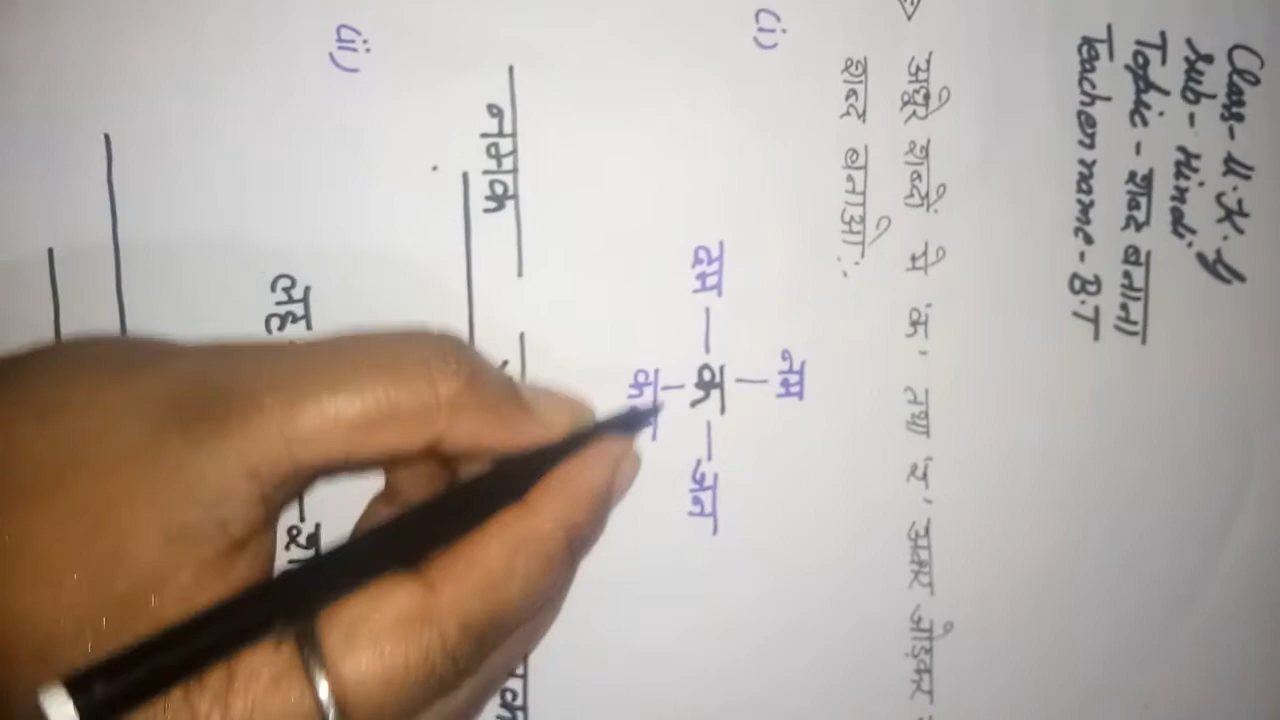 Class- U.K.G
Sub- Hindi
Topic - शब्द बनाना
Teacher name - B.T
अधूरे शब्दों में 'क' तथा 'र' अक्षर जोड़कर
शब्द बनाओ :-
(i)
नम
दम - क - जन
नमक
(ii)